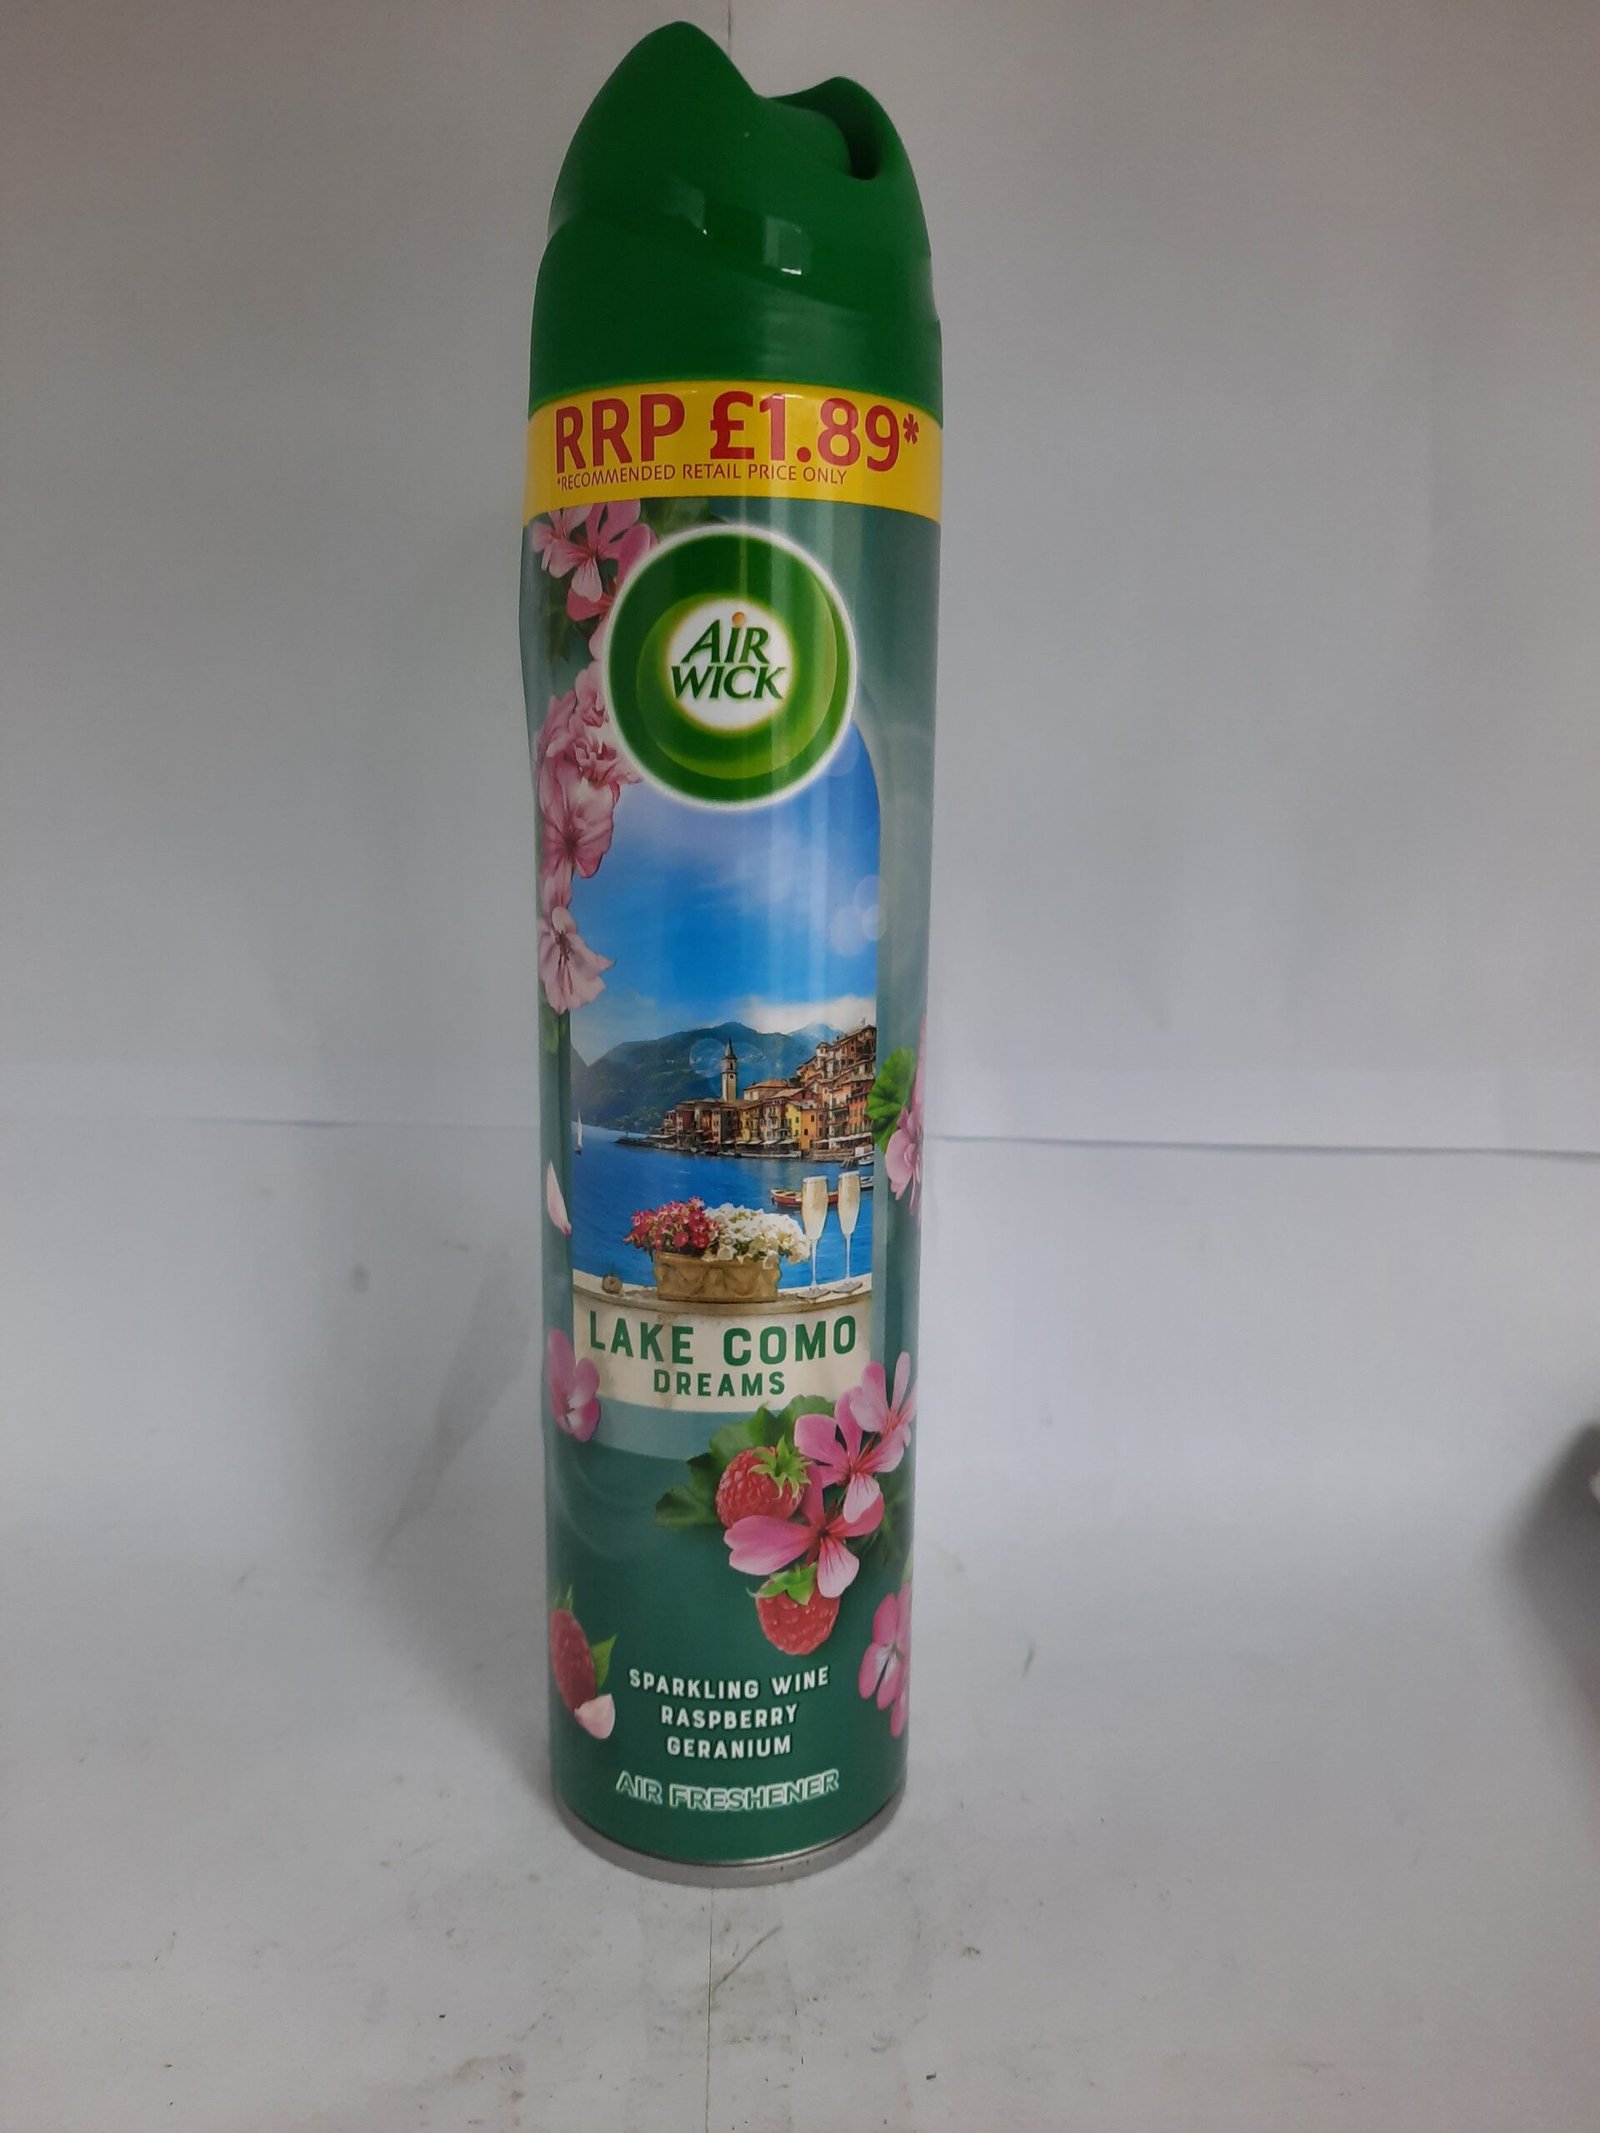 RRP £1.89*
*RECOMMENDED RETAIL PRICE ONLY
AIR
WICK
LAKE COMO
DREAMS
SPARKLING WINE
RASPBERRY
GERANIUM
AIR FRESHENER